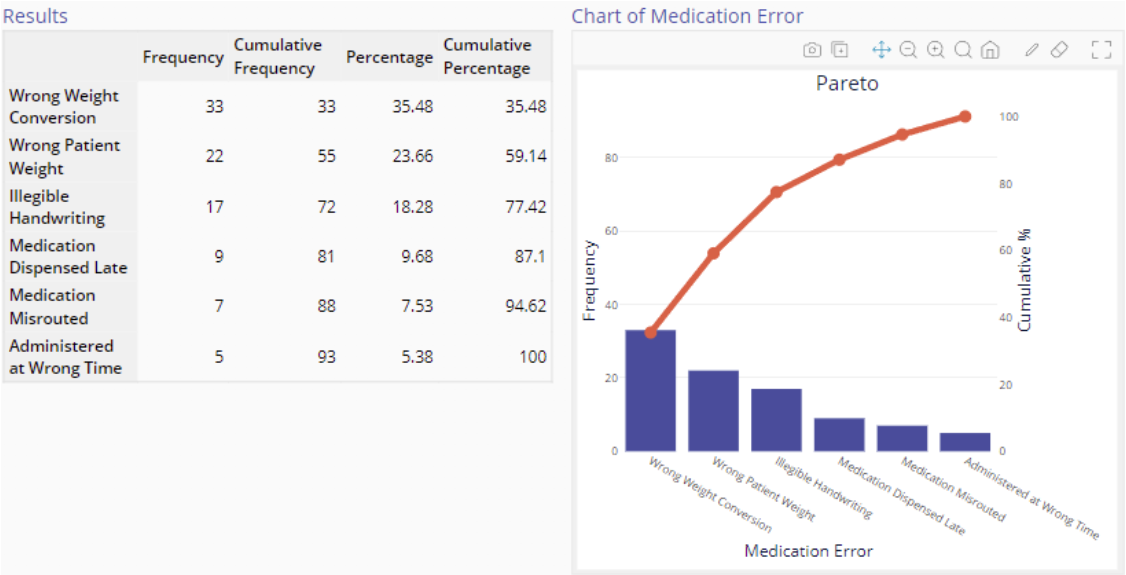 Results
Frequency Cumulative Frequency Percentage Cumulative Percentage
Wrong Weight Conversion 33 33 35.48 35.48
Wrong Patient Weight 22 55 23.66 59.14
Illegible Handwriting 17 72 18.28 77.42
Medication Dispensed Late 9 81 9.68 87.1
Medication Misrouted 7 88 7.53 94.62
Administered at Wrong Time 5 93 5.38 100
Chart of Medication Error
Pareto
Frequency
80
60
40
20
0
100
80
60
40
20
0
Cumulative %
Wrong Weight Conversion
Wrong Patient Weight
Illegible Handwriting
Medication Dispensed Late
Medication Misrouted
Administered at Wrong Time
Medication Error